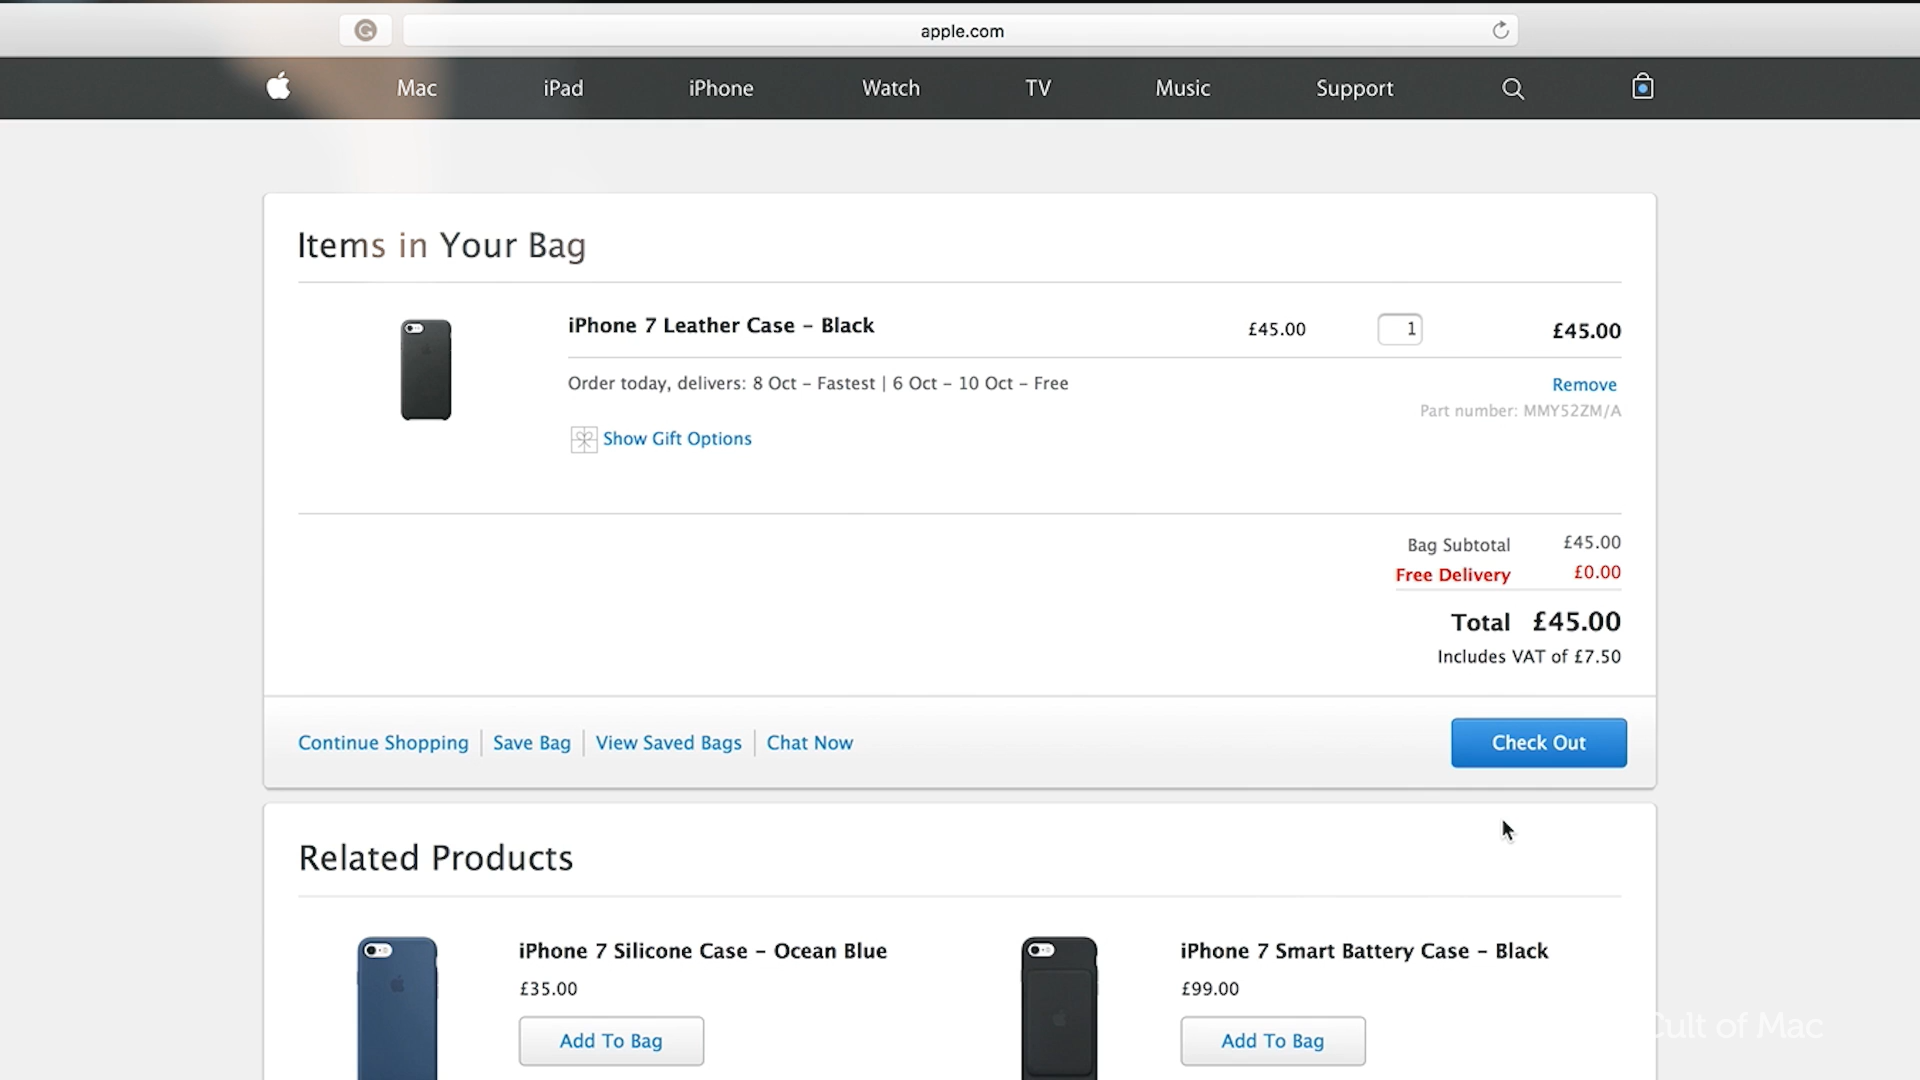 apple.com
Mac iPad iPhone Watch TV Music Support
Items in Your Bag
iPhone 7 Leather Case – Black £45.00 1 £45.00
Order today, delivers: 8 Oct – Fastest | 6 Oct – 10 Oct – Free
Remove
Part number: MMY52ZM/A
Show Gift Options
Bag Subtotal £45.00
Free Delivery £0.00
Total £45.00
Includes VAT of £7.50
Continue Shopping Save Bag View Saved Bags Chat Now
Check Out
Related Products
iPhone 7 Silicone Case – Ocean Blue
£35.00
Add To Bag
iPhone 7 Smart Battery Case – Black
£99.00
Add To Bag
Cult of Mac